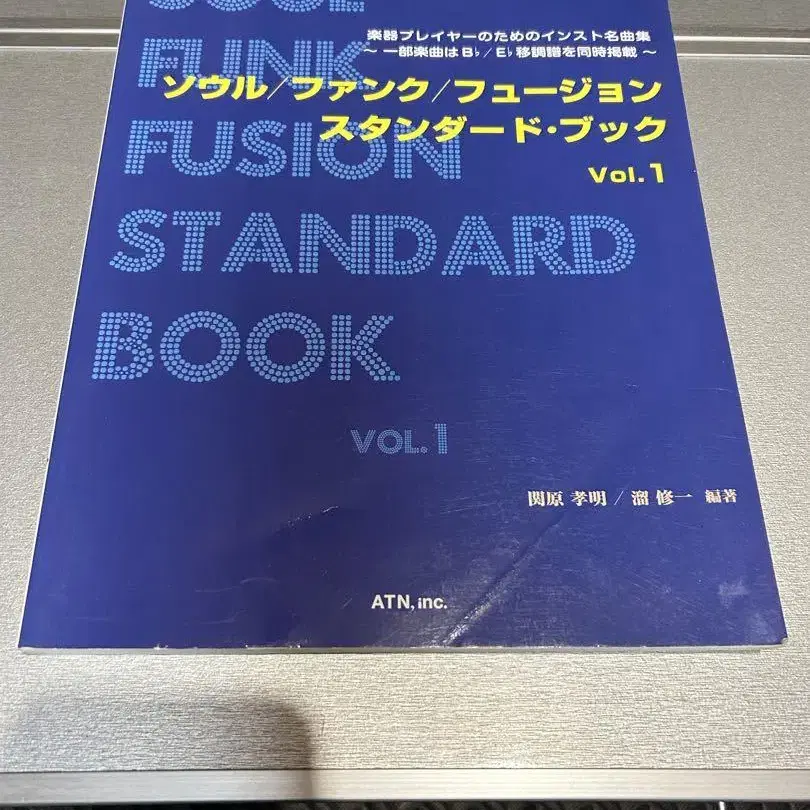 SOUL
楽器プレイヤーのためのインスト名曲集
～ 一部楽曲はB♭/E♭移調譜を同時掲載 ～
FUNK
ソウル/ファンク/フュージョン
スタンダード・ブック
FUSION
Vol.1
STANDARD
BOOK
VOL.1
関原 孝明 / 溜 修一 編著
ATN, inc.